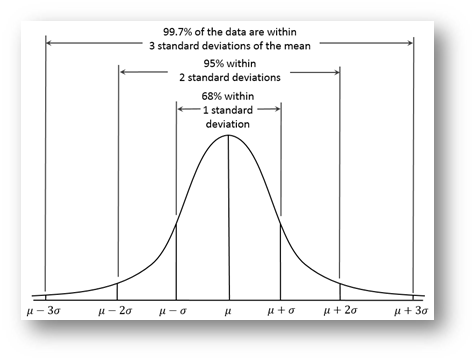 99.7% of the data are within
3 standard deviations of the mean
95% within
2 standard deviations
68% within
1 standard
deviation
μ − 3σ μ − 2σ μ − σ μ μ + σ μ + 2σ μ + 3σ